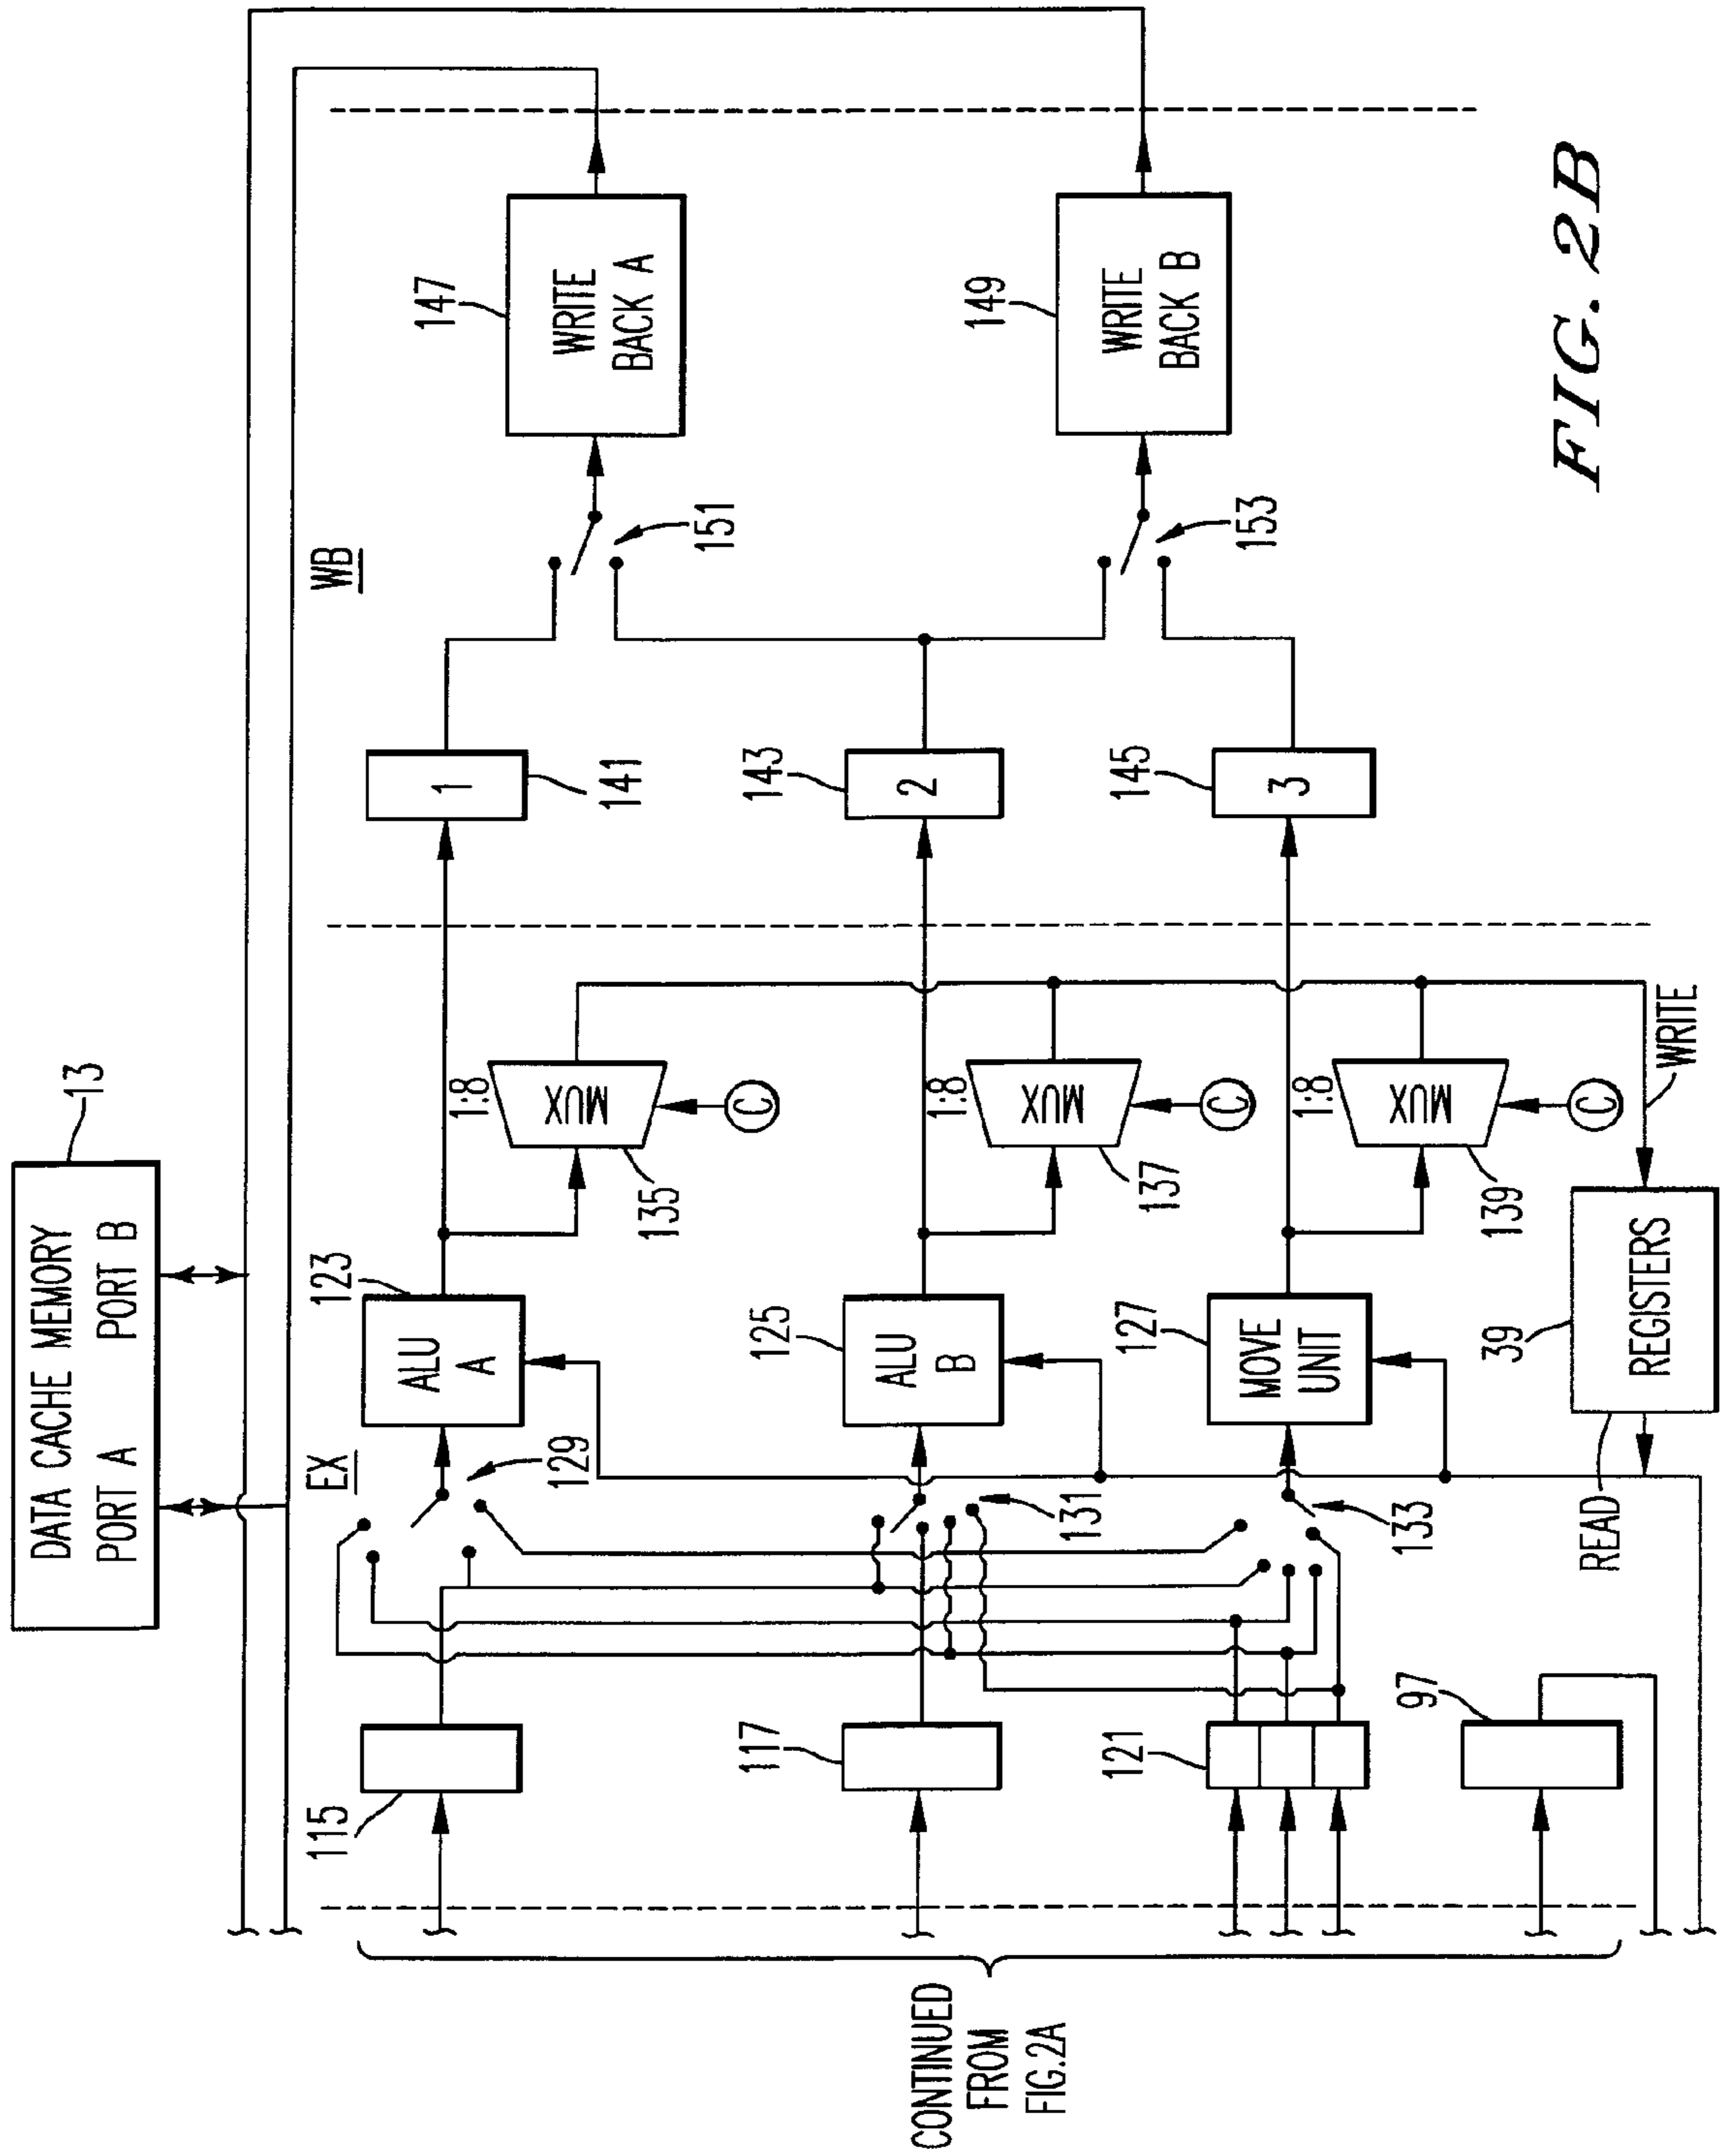 DATA CACHE MEMORY
PORT A PORT B
13
EX
WB
115
129
ALU
A
123
1:8
MUX
135
C
1
141
151
WRITE
BACK A
147
117
131
ALU
B
125
1:8
MUX
137
C
2
143
121
133
MOVE
UNIT
127
1:8
MUX
139
C
3
145
153
WRITE
BACK B
149
97
READ
REGISTERS
39
WRITE
CONTINUED
FROM
FIG.2A
FIG. 2B